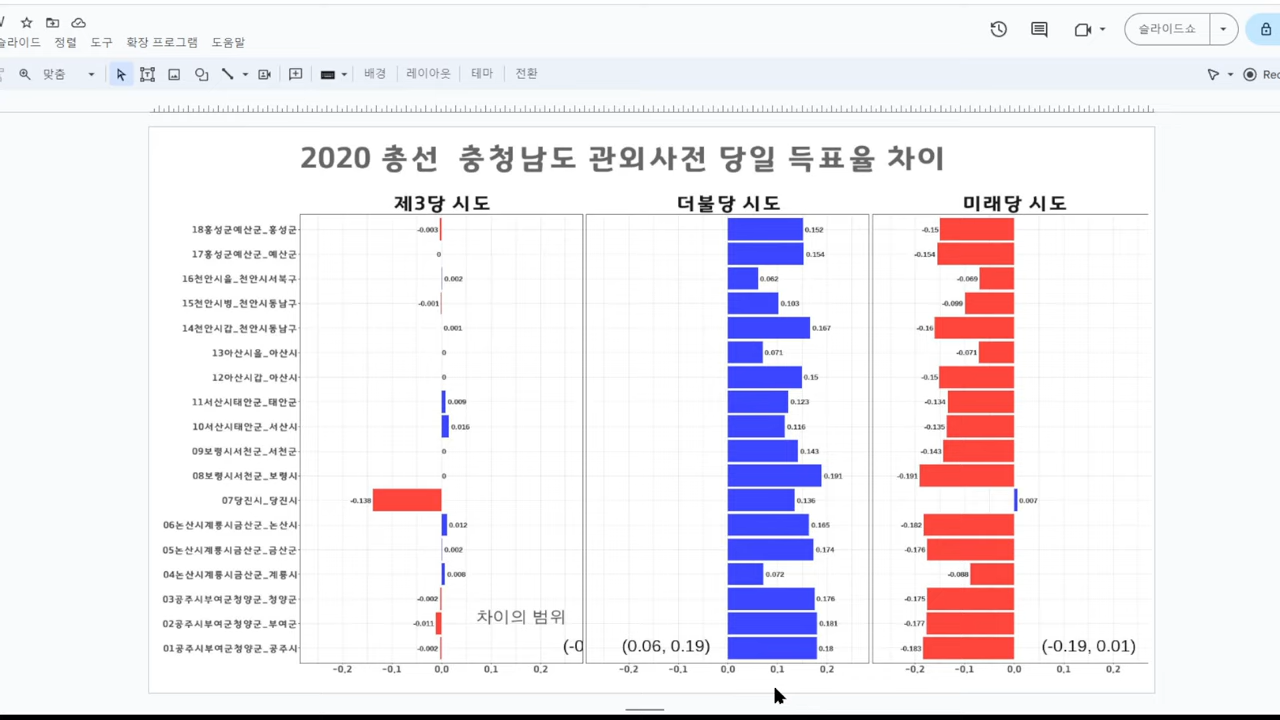 슬라이드 정렬 도구 확장 프로그램 도움말
슬라이드쇼
맞춤 배경 레이아웃 테마 전환 Rec
2020 총선 충청남도 관외사전 당일 득표율 차이
제3당 시도 더불당 시도 미래당 시도
18홍성군예산군_홍성군 -0.003 0.152 -0.15
17홍성군예산군_예산군 0 0.154 -0.154
16천안시을_천안시서북구 0.002 0.062 -0.069
15천안시병_천안시동남구 -0.001 0.103 -0.099
14천안시갑_천안시동남구 0.001 0.167 -0.16
13아산시을_아산시 0 0.071 -0.071
12아산시갑_아산시 0 0.15 -0.15
11서산시태안군_태안군 0.009 0.123 -0.134
10서산시태안군_서산시 0.016 0.116 -0.135
09보령시서천군_서천군 0 0.143 -0.143
08보령시서천군_보령시 0 0.191 -0.191
07당진시_당진시 -0.138 0.136 0.007
06논산시계룡시금산군_논산시 0.012 0.165 -0.182
05논산시계룡시금산군_금산군 0.002 0.174 -0.176
04논산시계룡시금산군_계룡시 0.008 0.072 -0.088
03공주시부여군청양군_청양군 -0.002 0.176 -0.175
02공주시부여군청양군_부여군 -0.011 차이의 범위 0.181 -0.177
01공주시부여군청양군_공주시 -0.002 (-0 (0.06, 0.19) 0.18 -0.183 (-0.19, 0.01)
-0,2 -0,1 0,0 0,1 0,2 -0,2 -0,1 0,0 0,1 0,2 -0,2 -0,1 0,0 0,1 0,2